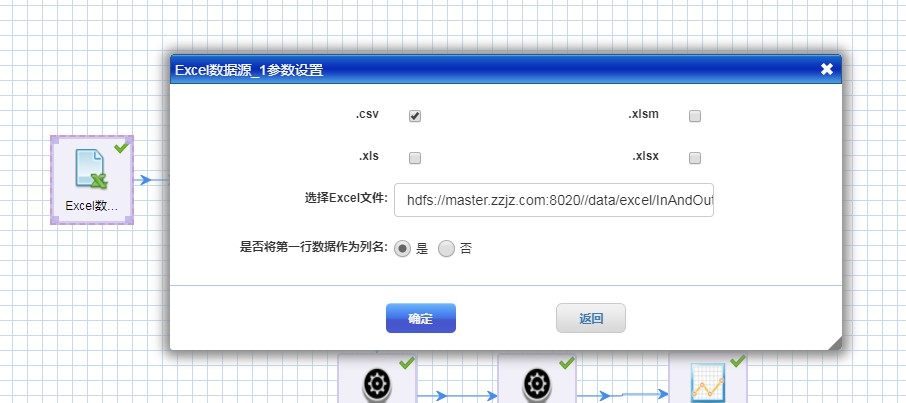 Excel数据源_1参数设置
.csv
.xlsm
.xls
.xlsx
选择Excel文件:
hdfs://master.zzjz.com:8020//data/excel/InAndOut
是否将第一行数据作为列名:
是
否
Excel数...
确定
返回